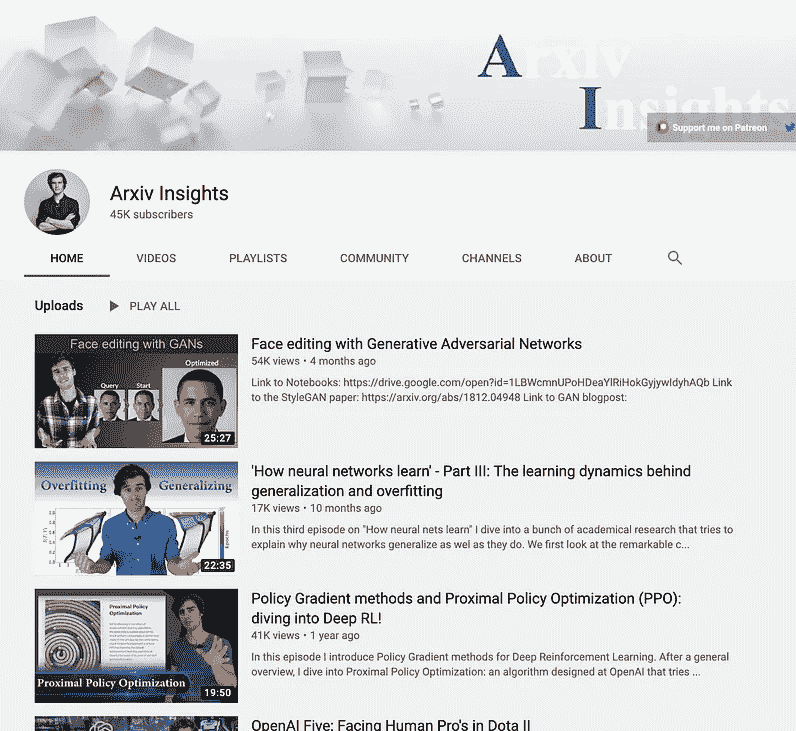 Arxiv
Insights
Support me on Patreon
Arxiv Insights
45K subscribers
HOME VIDEOS PLAYLISTS COMMUNITY CHANNELS ABOUT
Uploads PLAY ALL
Face editing with GANs
Optimized
Query Start
25:27
Face editing with Generative Adversarial Networks
54K views • 4 months ago
Link to Notebooks: https://drive.google.com/open?id=1LBWcmnUPoHDeaYlRiHokGyjywIdyhAQb Link
to the StyleGAN paper: https://arxiv.org/abs/1812.04948 Link to GAN blogpost:
Overfitting Generalizing
22:35
'How neural networks learn' - Part III: The learning dynamics behind
generalization and overfitting
17K views • 10 months ago
In this third episode on "How neural nets learn" I dive into a bunch of academical research that tries to
explain why neural networks generalize as wel as they do. We first look at the remarkable c...
Proximal Policy
Optimization
Proximal Policy Optimization
19:50
Policy Gradient methods and Proximal Policy Optimization (PPO):
diving into Deep RL!
41K views • 1 year ago
In this episode I introduce Policy Gradient methods for Deep Reinforcement Learning. After a general
overview, I dive into Proximal Policy Optimization: an algorithm designed at OpenAI that tries ...
OpenAI Five: Facing Human Pro's in Dota II